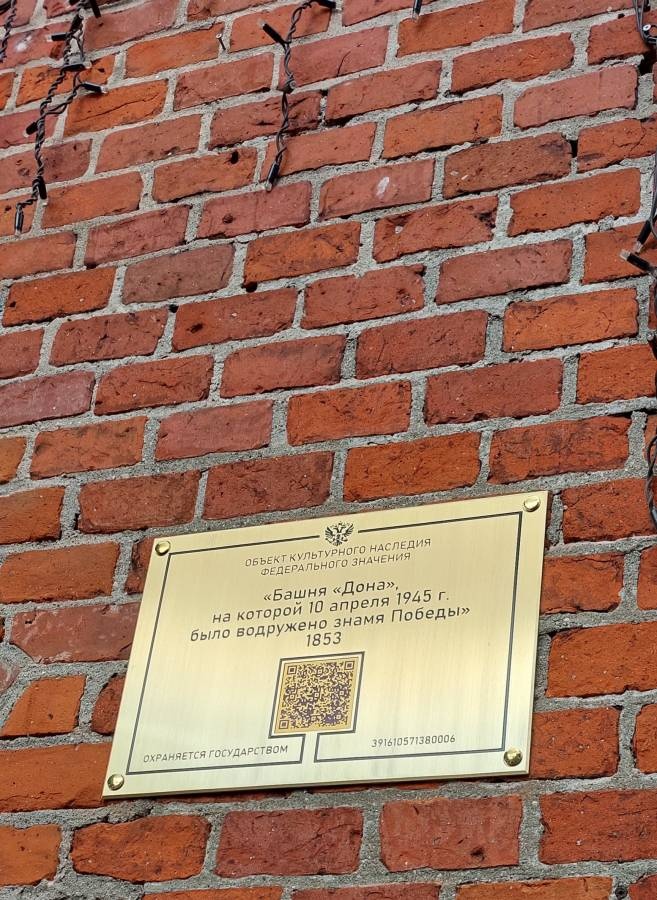 ОБЪЕКТ КУЛЬТУРНОГО НАСЛЕДИЯ
ФЕДЕРАЛЬНОГО ЗНАЧЕНИЯ
«Башня «Дона»,
на которой 10 апреля 1945 г.
было водружено знамя Победы»
1853
ОХРАНЯЕТСЯ ГОСУДАРСТВОМ
391610571380006